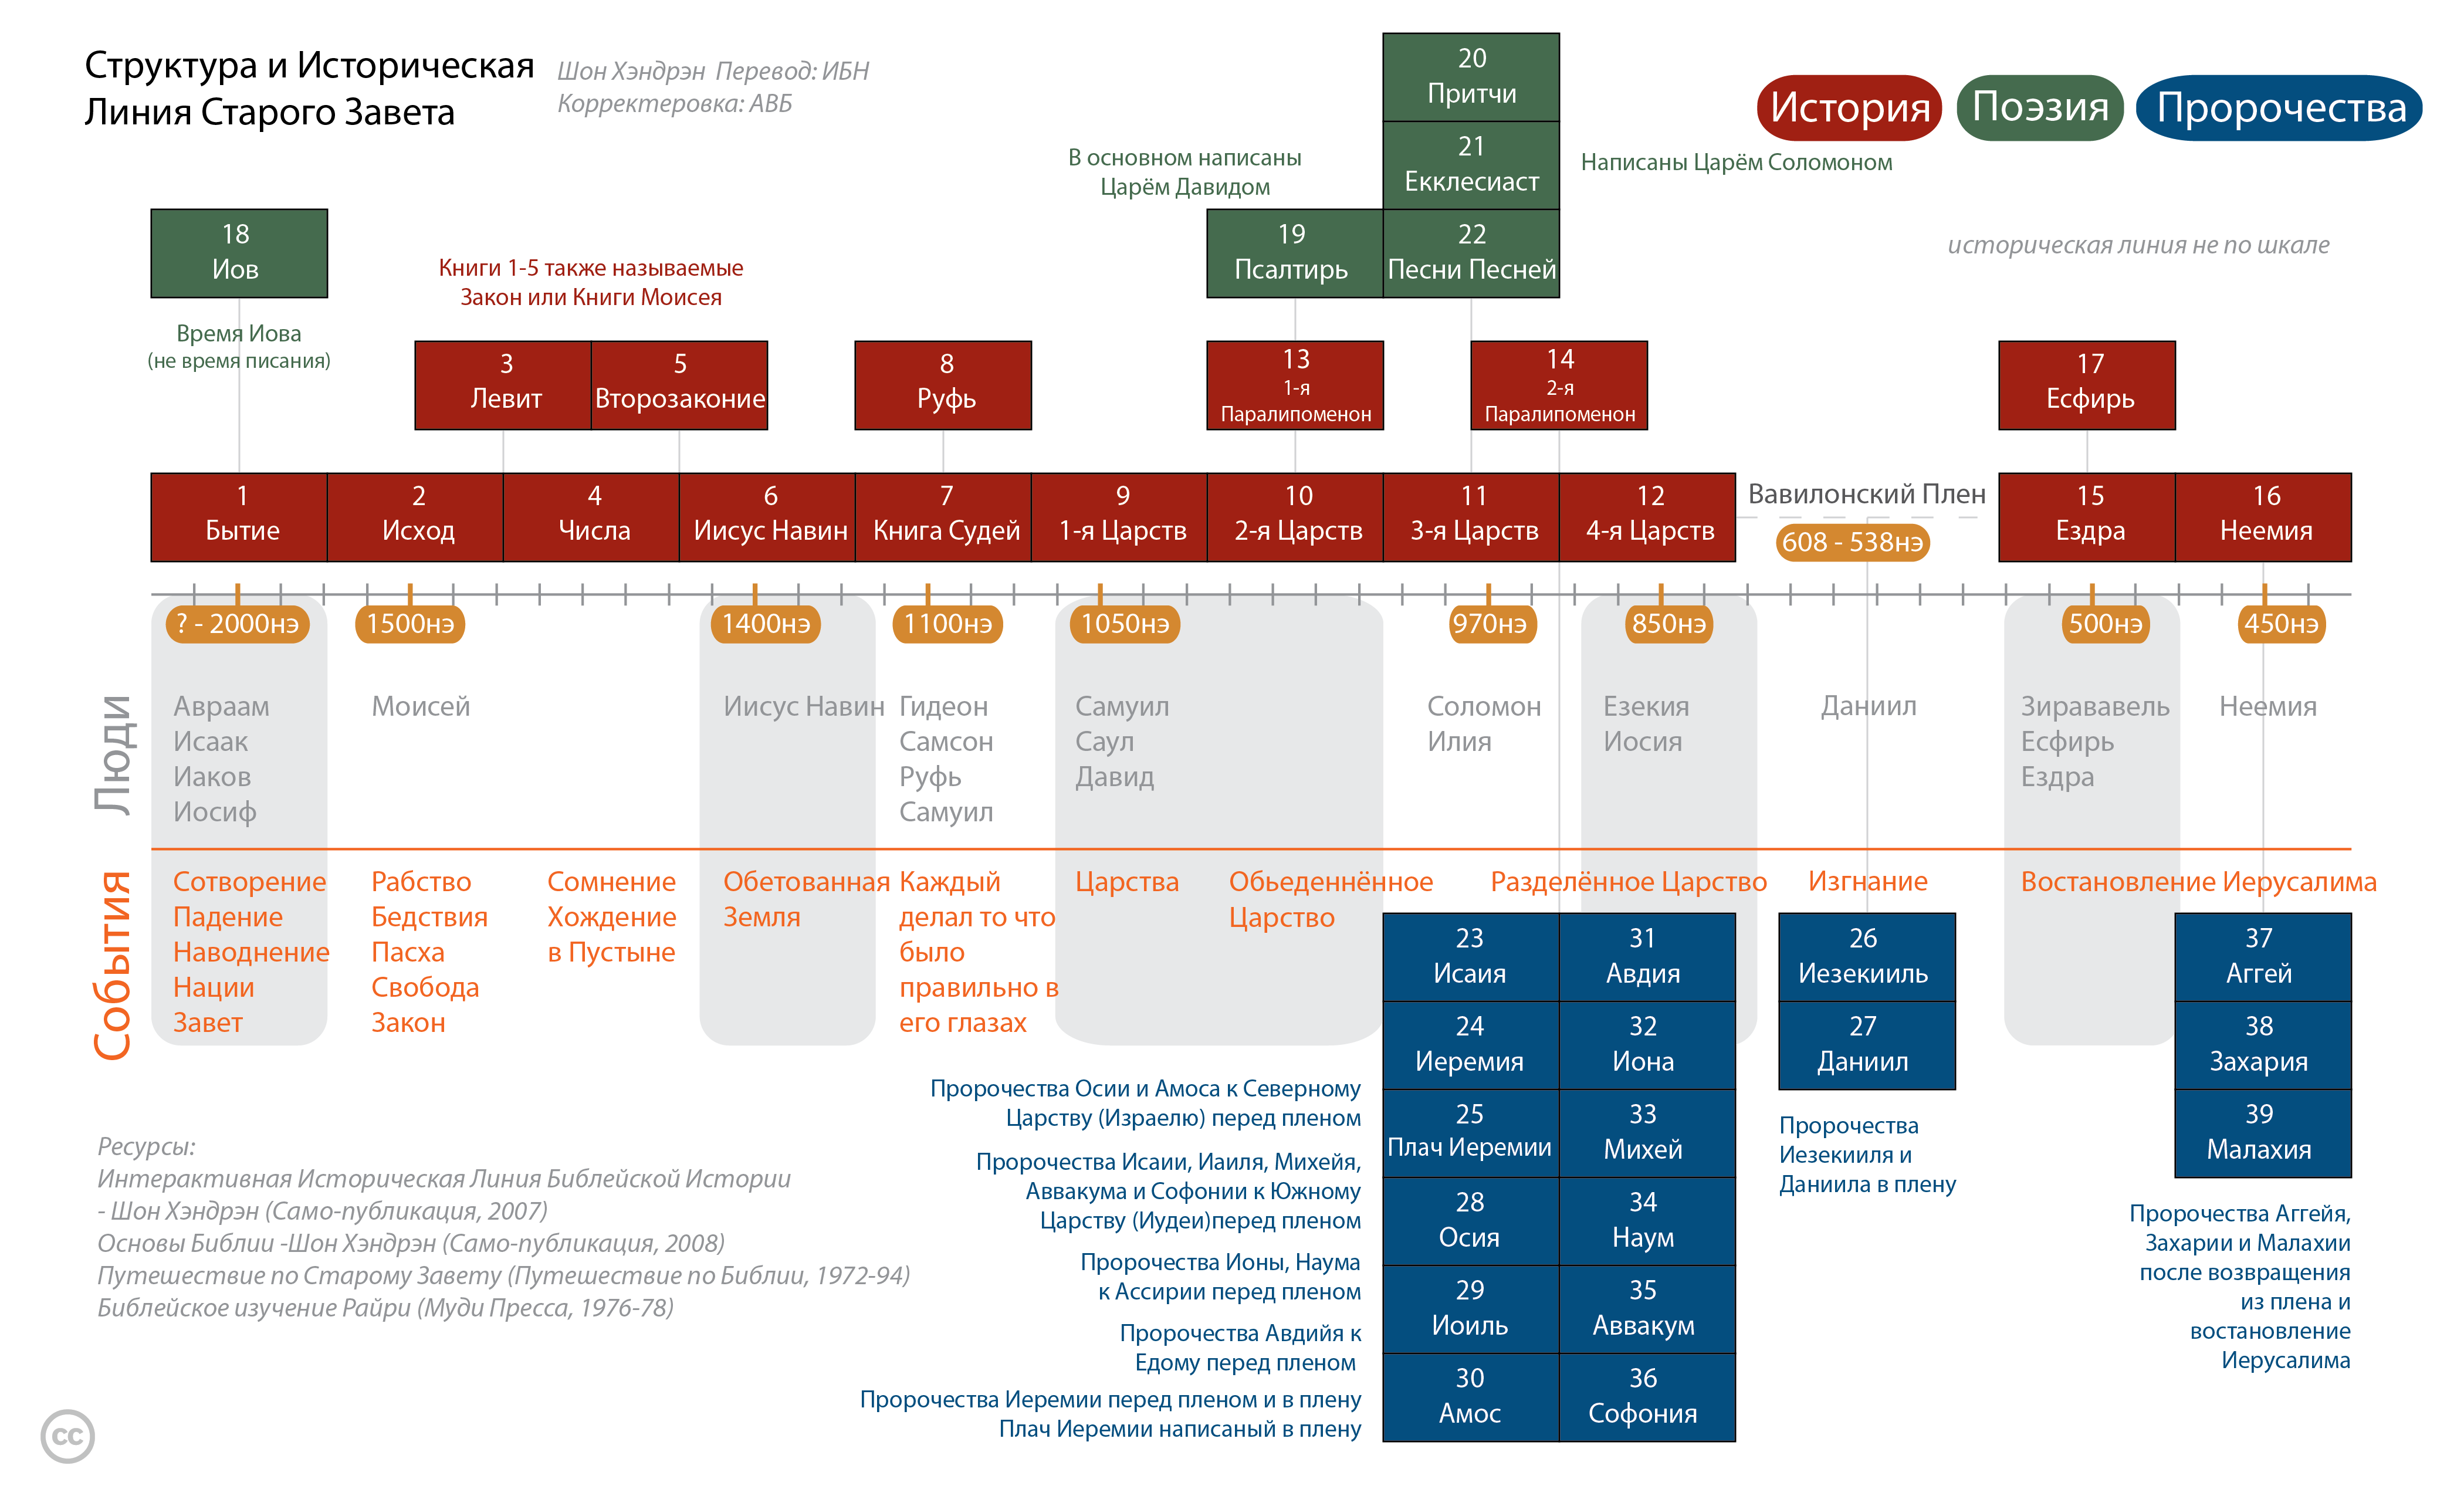 Структура и Историческая
Линия Старого Завета
Шон Хэндрэн Перевод: ИБН
Корректеровка: АВБ
История
Поэзия
Пророчества
20
Притчи
21
Екклесиаст
В основном написаны
Царём Давидом
Написаны Царём Соломоном
18
Иов
19
Псалтирь
22
Песни Песней
историческая линия не по шкале
Книги 1-5 также называемые
Закон или Книги Моисея
Время Иова
(не время писания)
3
Левит
5
Второзаконие
8
Руфь
13
1-я
Паралипоменон
14
2-я
Паралипоменон
17
Есфирь
1
Бытие
2
Исход
4
Числа
6
Иисус Навин
7
Книга Судей
9
1-я Царств
10
2-я Царств
11
3-я Царств
12
4-я Царств
Вавилонский Плен
608 - 538нэ
15
Ездра
16
Неемия
? - 2000нэ
1500нэ
1400нэ
1100нэ
1050нэ
970нэ
850нэ
500нэ
450нэ
Люди
Авраам
Исаак
Иаков
Иосиф
Моисей
Иисус Навин
Гидеон
Самсон
Руфь
Самуил
Самуил
Саул
Давид
Соломон
Илия
Езекия
Иосия
Даниил
Зирававель
Есфирь
Ездра
Неемия
События
Сотворение
Падение
Наводнение
Нации
Завет
Рабство
Бедствия
Пасха
Свобода
Закон
Сомнение
Хождение
в Пустыне
Обетованная
Земля
Каждый
делал то что
было
правильно в
его глазах
Царства
Обьеденнённое
Царство
Разделённое Царство
Изгнание
Востановление Иерусалима
23
Исаия
24
Иеремия
25
Плач Иеремии
28
Осия
29
Иоиль
30
Амос
31
Авдия
32
Иона
33
Михей
34
Наум
35
Аввакум
36
Софония
26
Иезекииль
27
Даниил
37
Аггей
38
Захария
39
Малахия
Пророчества Осии и Амоса к Северному
Царству (Израелю) перед пленом
Пророчества Исаии, Иаиля, Михейя,
Аввакума и Софонии к Южному
Царству (Иудеи)перед пленом
Пророчества Ионы, Наума
к Ассирии перед пленом
Пророчества Авдийя к
Едому перед пленом
Пророчества Иеремии перед пленом и в плену
Плач Иеремии написаный в плену
Пророчества
Иезекииля и
Даниила в плену
Пророчества Аггейя,
Захарии и Малахии
после возвращения
из плена и
востановление
Иерусалима
Ресурсы:
Интерактивная Историческая Линия Библейской Истории
- Шон Хэндрэн (Само-публикация, 2007)
Основы Библии -Шон Хэндрэн (Само-публикация, 2008)
Путешествие по Старому Завету (Путешествие по Библии, 1972-94)
Библейское изучение Райри (Муди Пресса, 1976-78)
cc